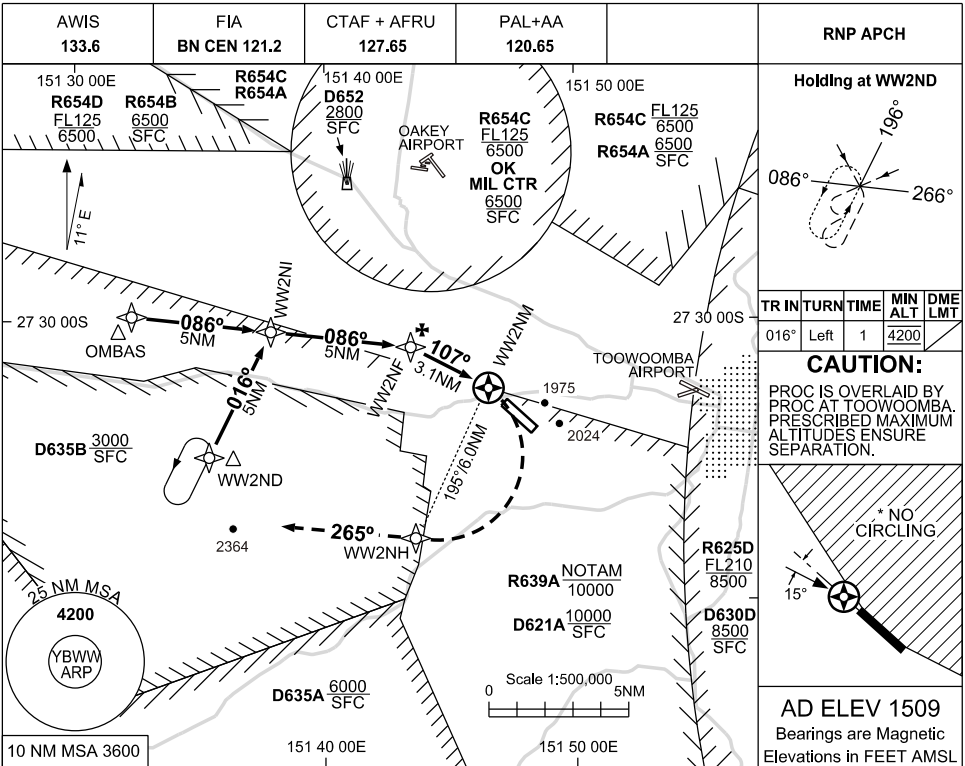 AWIS
133.6
FIA
BN CEN 121.2
CTAF + AFRU
127.65
PAL+AA
120.65
RNP APCH
151 30 00E
R654D
FL125
6500
R654B
6500
SFC
R654C
R654A
151 40 00E
D652
2800
SFC
OAKEY
AIRPORT
R654C
FL125
6500
OK
MIL CTR
6500
SFC
151 50 00E
R654C FL125
6500
R654A 6500
SFC
11° E
27 30 00S
OMBAS
086°
5NM
WW2NI
086°
5NM
WW2NF
107°
3.1NM
WW2NM
27 30 00S
TOOWOOMBA
AIRPORT
1975
2024
016°
5NM
D635B 3000
SFC
WW2ND
195°/6.0NM
2364
265°
WW2NH
R639A NOTAM
10000
D621A 10000
SFC
R625D
FL210
8500
D630D
8500
SFC
25 NM MSA
4200
YBWW
ARP
10 NM MSA 3600
D635A 6000
SFC
Scale 1:500,000
0 5NM
151 40 00E
151 50 00E
Holding at WW2ND
196°
086°
266°
TR IN TURN TIME MIN ALT DME LMT
016° Left 1 4200
CAUTION:
PROC IS OVERLAID BY
PROC AT TOOWOOMBA.
PRESCRIBED MAXIMUM
ALTITUDES ENSURE
SEPARATION.
* NO
CIRCLING
15°
AD ELEV 1509
Bearings are Magnetic
Elevations in FEET AMSL